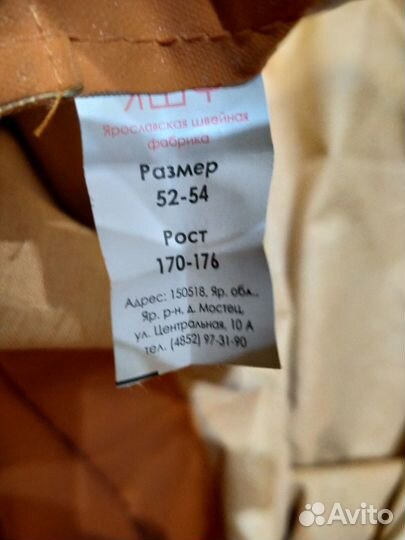 ЯШФ
Ярославская швейная
фабрика
Размер
52-54
Рост
170-176
Адрес: 150518, Яр. обл.,
Яр. р-н, д. Мостец,
ул. Центральная, 10 А
тел. (4852) 97-31-90
Avito